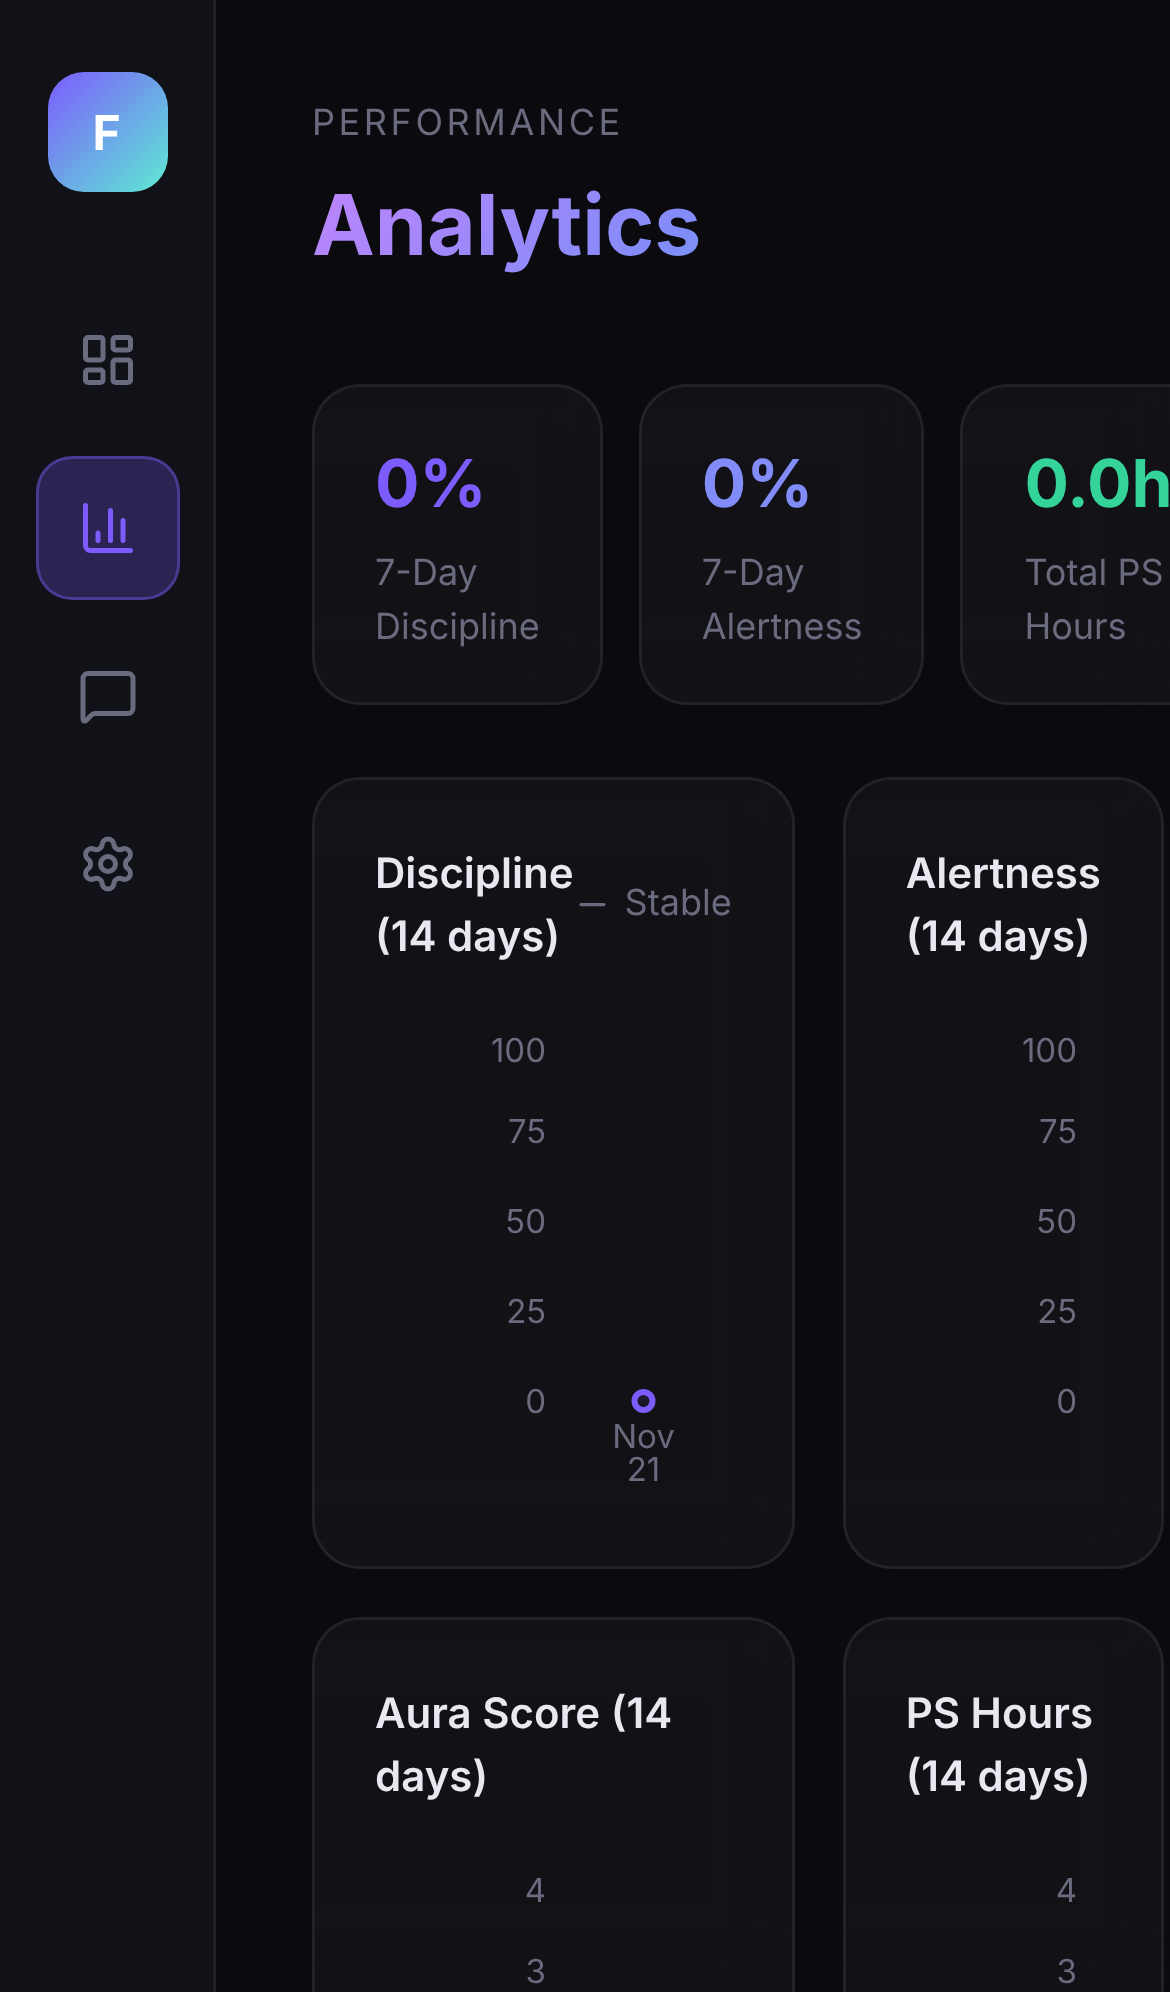 F
PERFORMANCE
Analytics
0%
7-Day
Discipline
0%
7-Day
Alertness
0.0h
Total PS
Hours
Discipline
(14 days)
— Stable
100
75
50
25
0
Nov
21
Alertness
(14 days)
100
75
50
25
0
Aura Score (14
days)
4
3
PS Hours
(14 days)
4
3